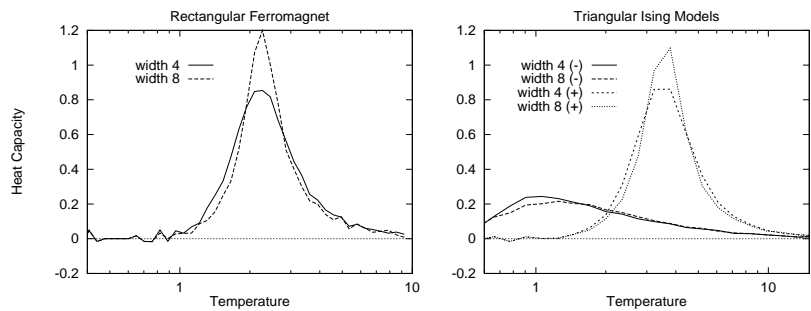 Rectangular Ferromagnet
Heat Capacity
1.2
1
0.8
0.6
0.4
0.2
0
-0.2
width 4
width 8
1
10
Temperature
Triangular Ising Models
1.2
1
0.8
0.6
0.4
0.2
0
-0.2
width 4 (-)
width 8 (-)
width 4 (+)
width 8 (+)
1
10
Temperature